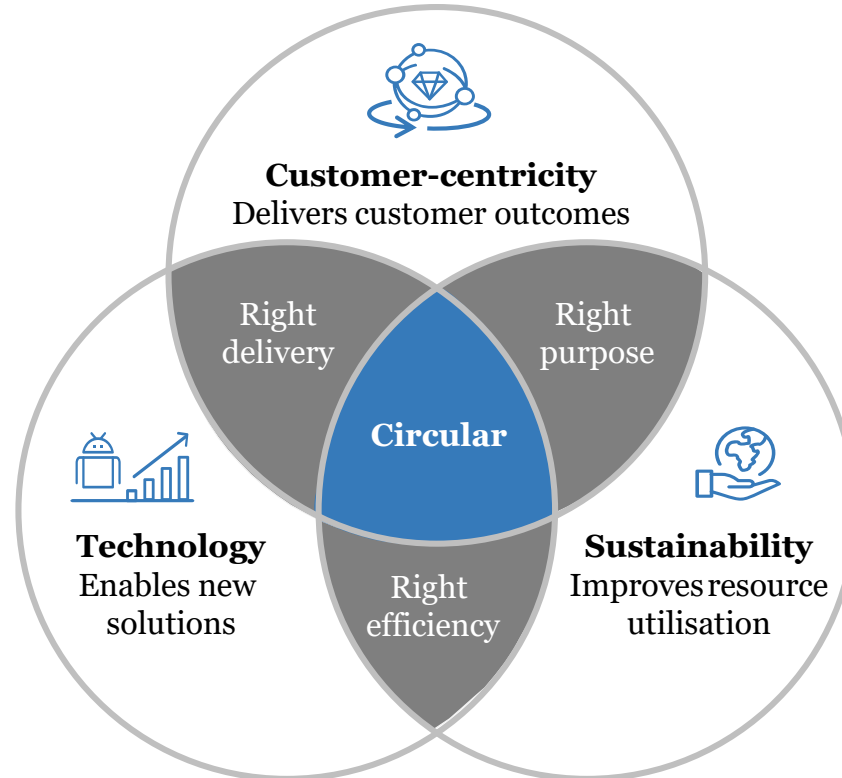 Customer-centricity
Delivers customer outcomes
Right
delivery
Right
purpose
Circular
Technology
Enables new
solutions
Right
efficiency
Sustainability
Improves resource
utilisation